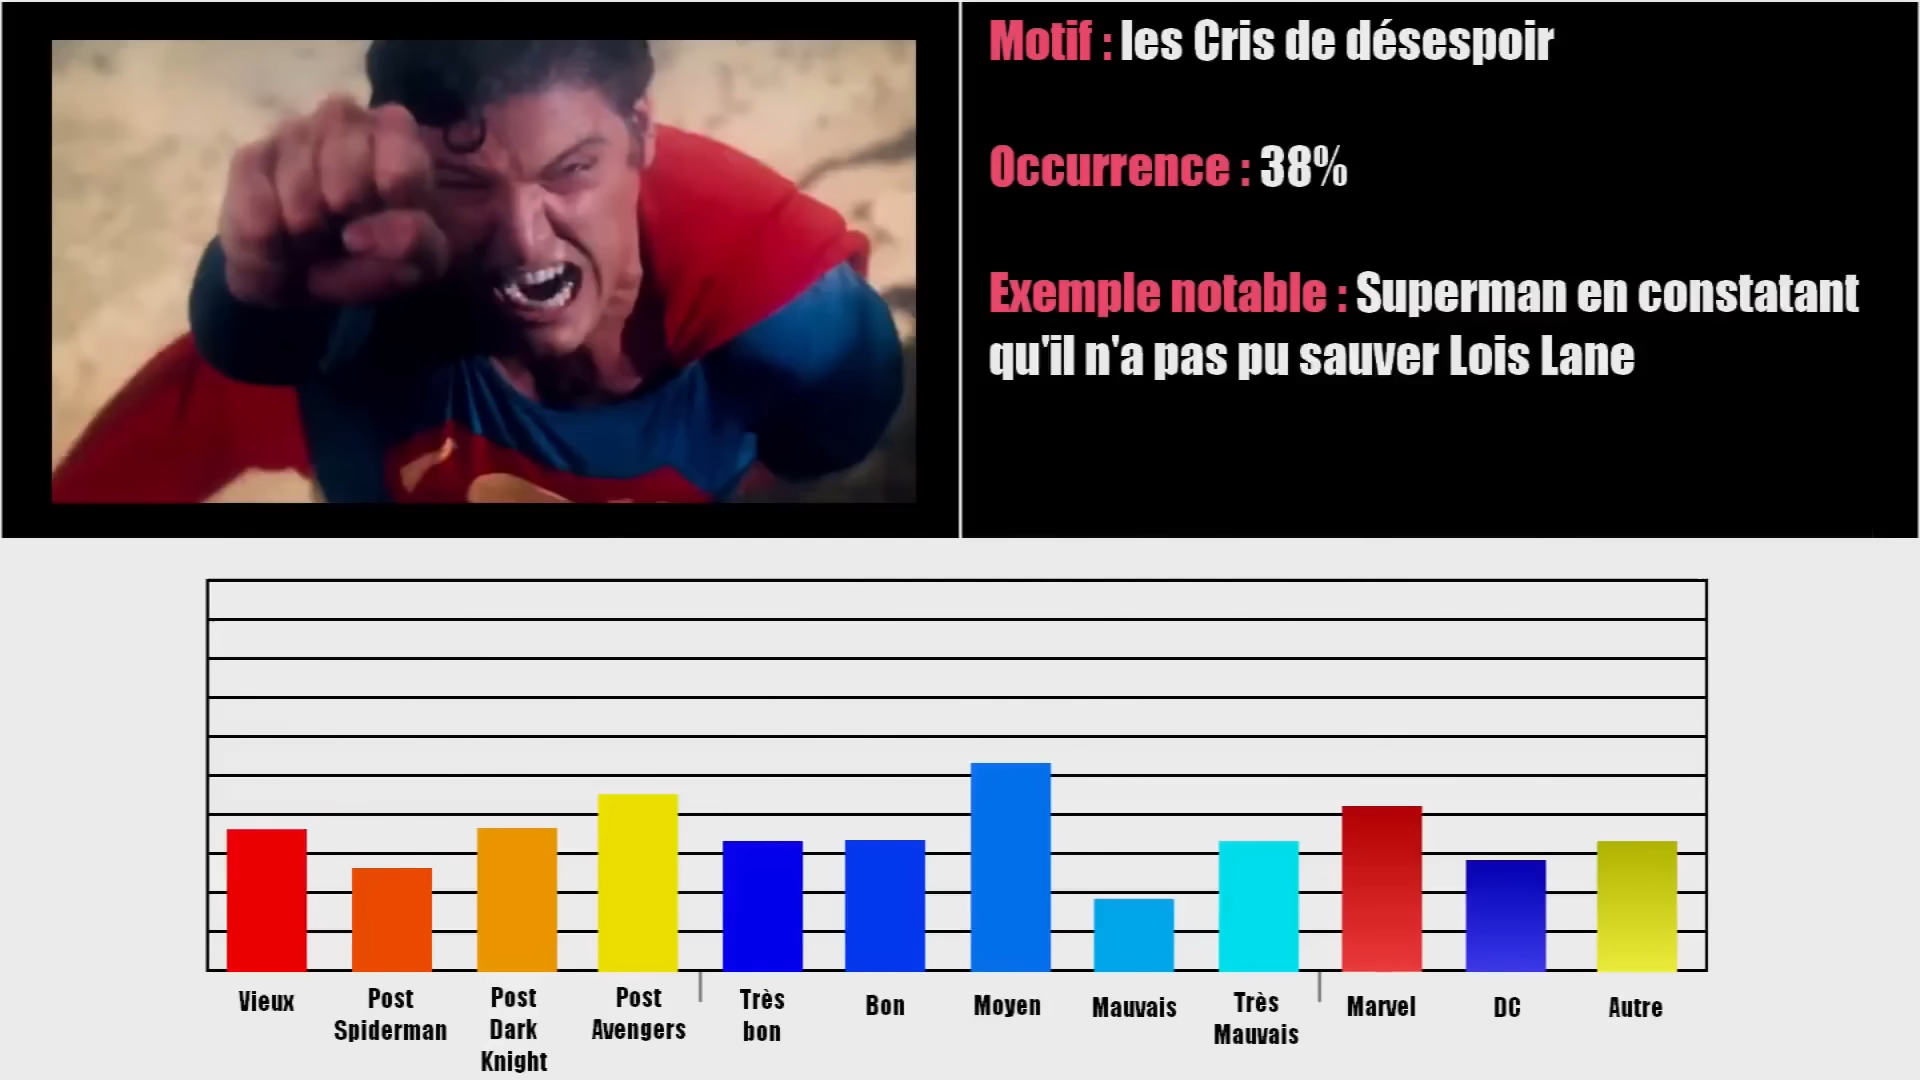 Motif : les Cris de désespoir
Occurrence : 38%
Exemple notable : Superman en constatant
qu'il n'a pas pu sauver Lois Lane
Vieux
Post
Spiderman
Post
Dark
Knight
Post
Avengers
Très
bon
Bon
Moyen
Mauvais
Très
Mauvais
Marvel
DC
Autre